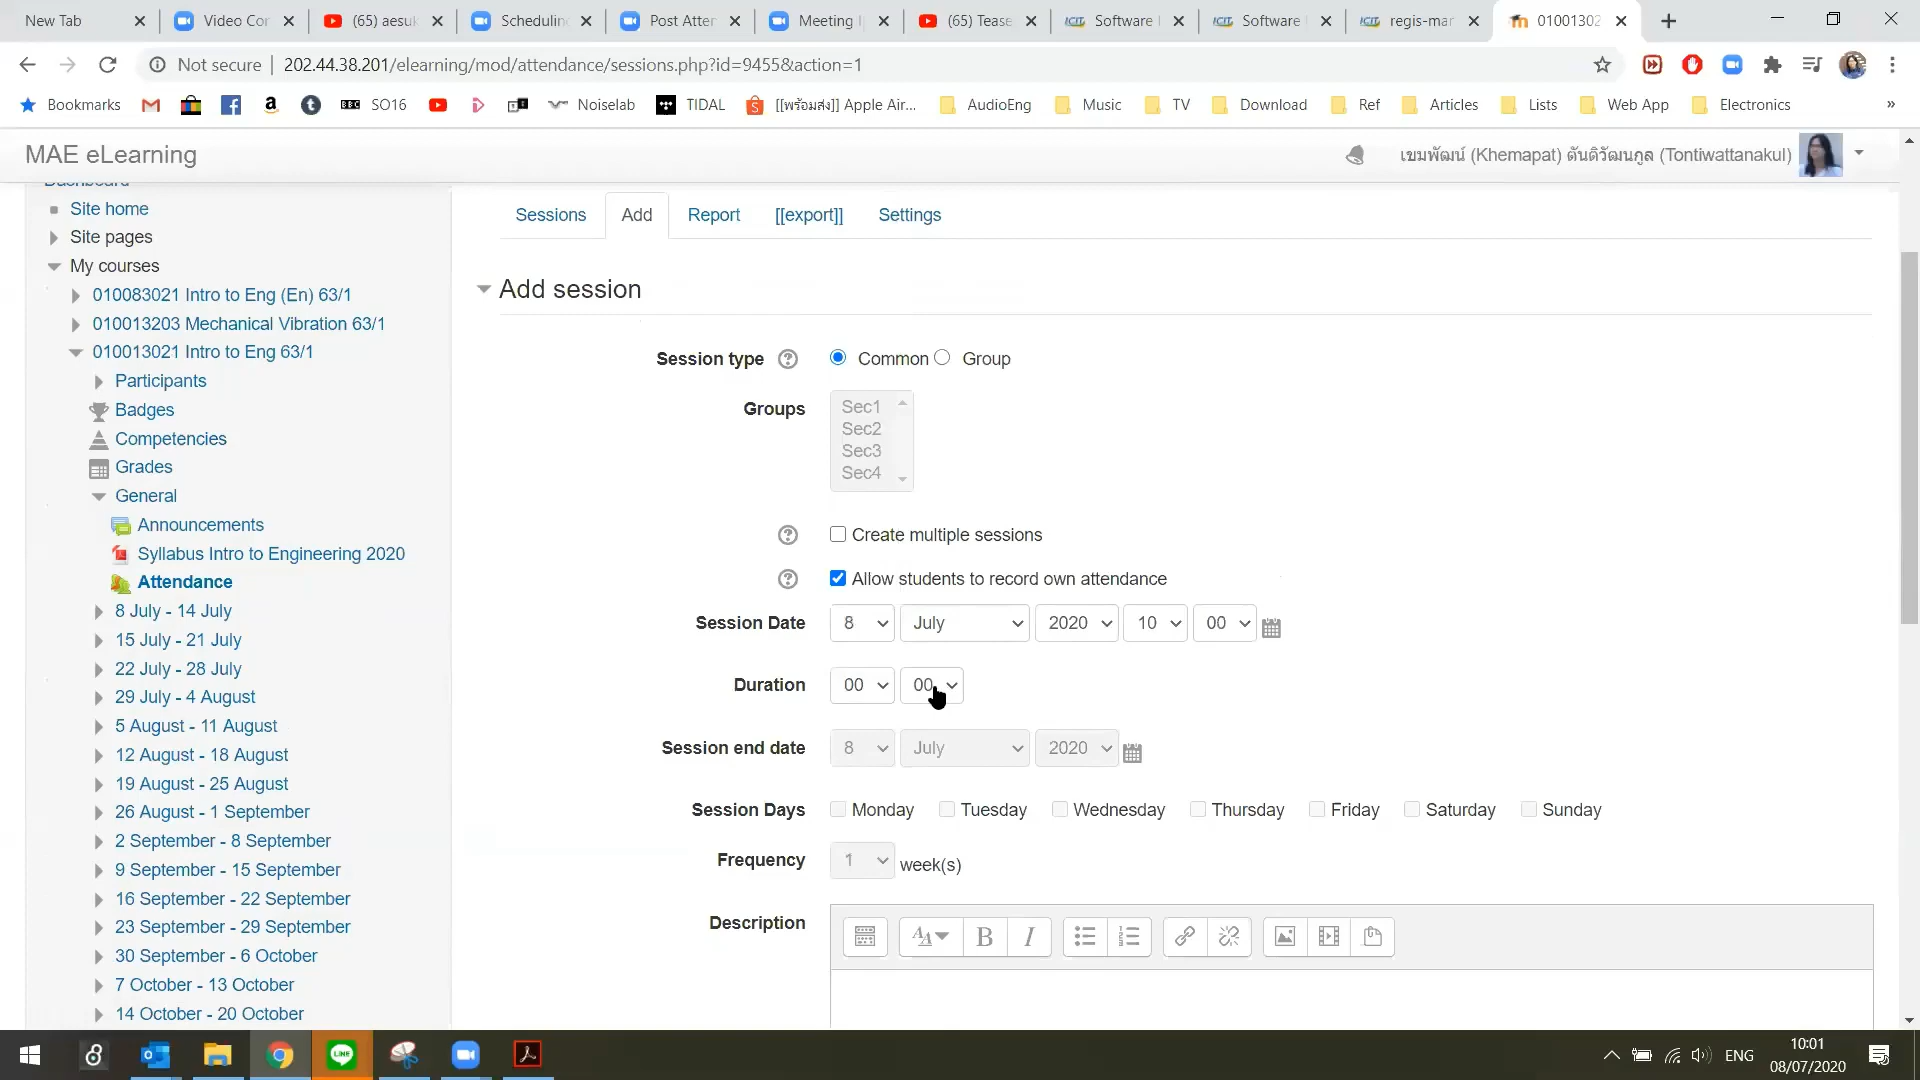 New Tab
Video Cor
(65) aesuk
Scheduling
Post Atter
Meeting I
(65) Tease
ICIT Software
ICIT Software
ICIT regis-mar
01001302
Not secure | 202.44.38.201/elearning/mod/attendance/sessions.php?id=9455&action=1
Bookmarks
BBC SO16
Noiselab
TIDAL
[[พร้อมส่ง]] Apple Air...
AudioEng
Music
TV
Download
Ref
Articles
Lists
Web App
Electronics
»
MAE eLearning
เขมพัฒน์ (Khemapat) ตันติวัฒนกูล (Tontiwattanakul)
Dashboard
Site home
Site pages
My courses
010083021 Intro to Eng (En) 63/1
010013203 Mechanical Vibration 63/1
010013021 Intro to Eng 63/1
Participants
Badges
Competencies
Grades
General
Announcements
Syllabus Intro to Engineering 2020
Attendance
8 July - 14 July
15 July - 21 July
22 July - 28 July
29 July - 4 August
5 August - 11 August
12 August - 18 August
19 August - 25 August
26 August - 1 September
2 September - 8 September
9 September - 15 September
16 September - 22 September
23 September - 29 September
30 September - 6 October
7 October - 13 October
14 October - 20 October
Sessions
Add
Report
[[export]]
Settings
Add session
Session type
Common
Group
Groups
Sec1
Sec2
Sec3
Sec4
Create multiple sessions
Allow students to record own attendance
Session Date
8
July
2020
10
00
Duration
00
00
Session end date
8
July
2020
Session Days
Monday
Tuesday
Wednesday
Thursday
Friday
Saturday
Sunday
Frequency
1
week(s)
Description
B
I
LINE
ENG
10:01
08/07/2020